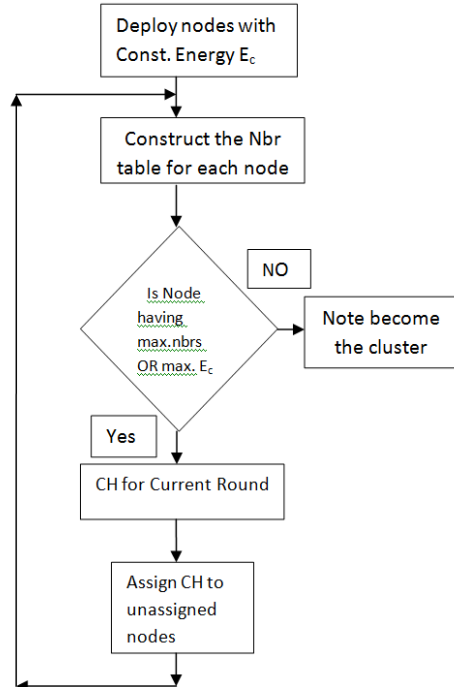 Deploy nodes with
Const. Energy Ec
Construct the Nbr
table for each node
NO
Is Node
having
max.nbrs
OR max. Ec
Note become
the cluster
Yes
CH for Current Round
Assign CH to
unassigned
nodes